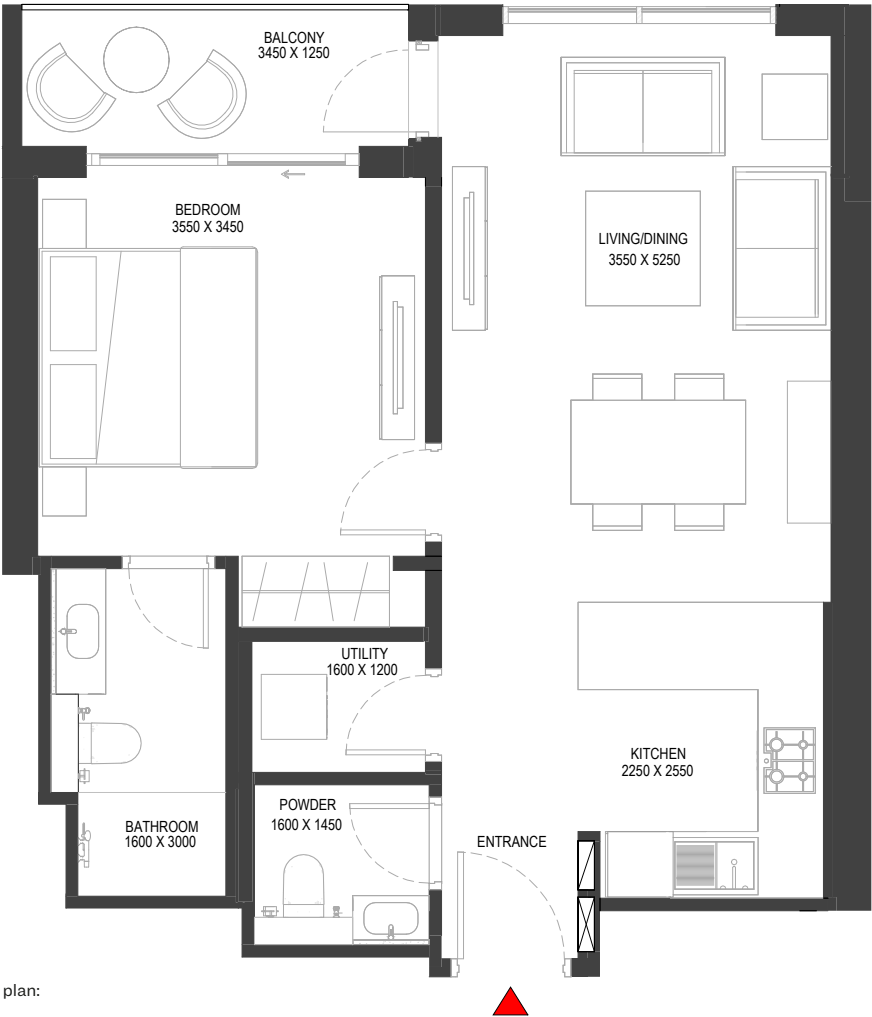 BALCONY
3450 X 1250
BEDROOM
3550 X 3450
LIVING/DINING
3550 X 5250
UTILITY
1600 X 1200
KITCHEN
2250 X 2550
POWDER
1600 X 1450
BATHROOM
1600 X 3000
ENTRANCE
plan: